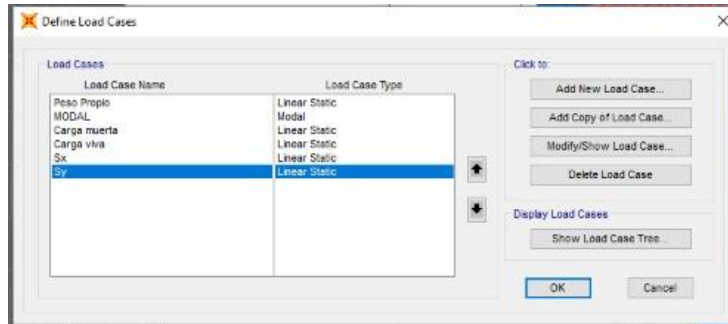 Define Load Cases
Load Cases
Load Case Name Load Case Type
Peso Propio Linear Static
MODAL Modal
Carga muerta Linear Static
Carga viva Linear Static
Sx Linear Static
Sy Linear Static
Click to:
Add New Load Case...
Add Copy of Load Case...
Modify/Show Load Case...
Delete Load Case
Display Load Cases
Show Load Case Tree...
OK Cancel